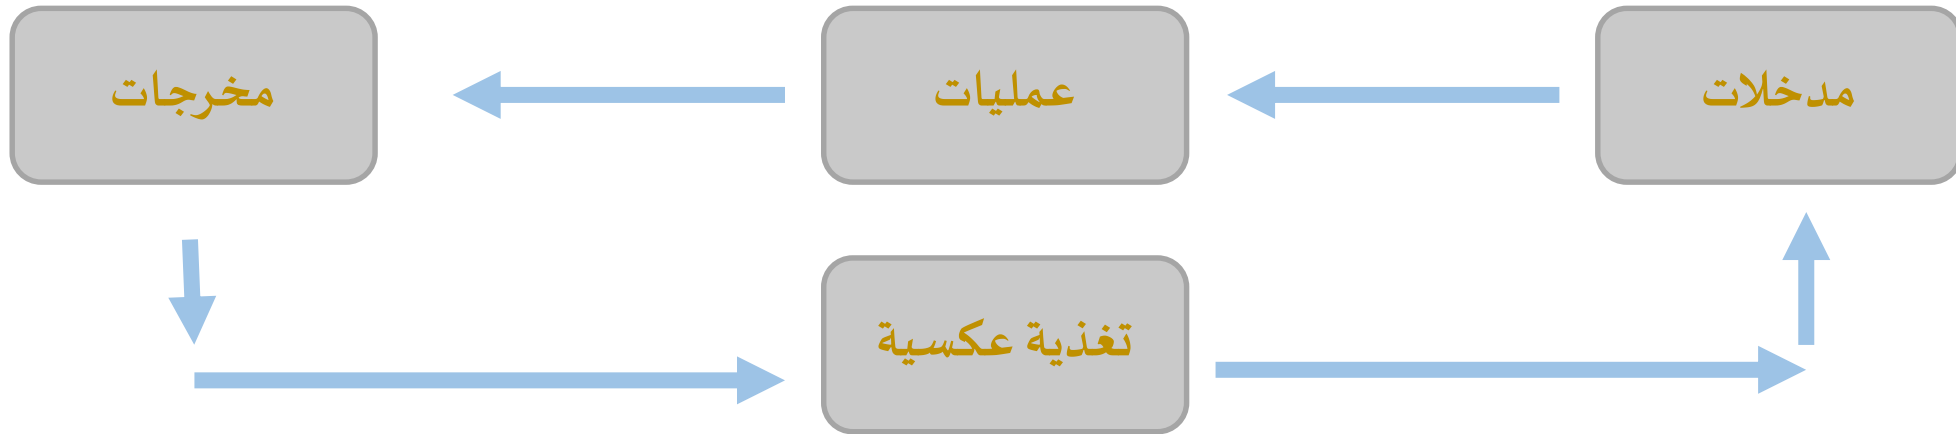 مدخلات
عمليات
مخرجات
تغذية عكسية